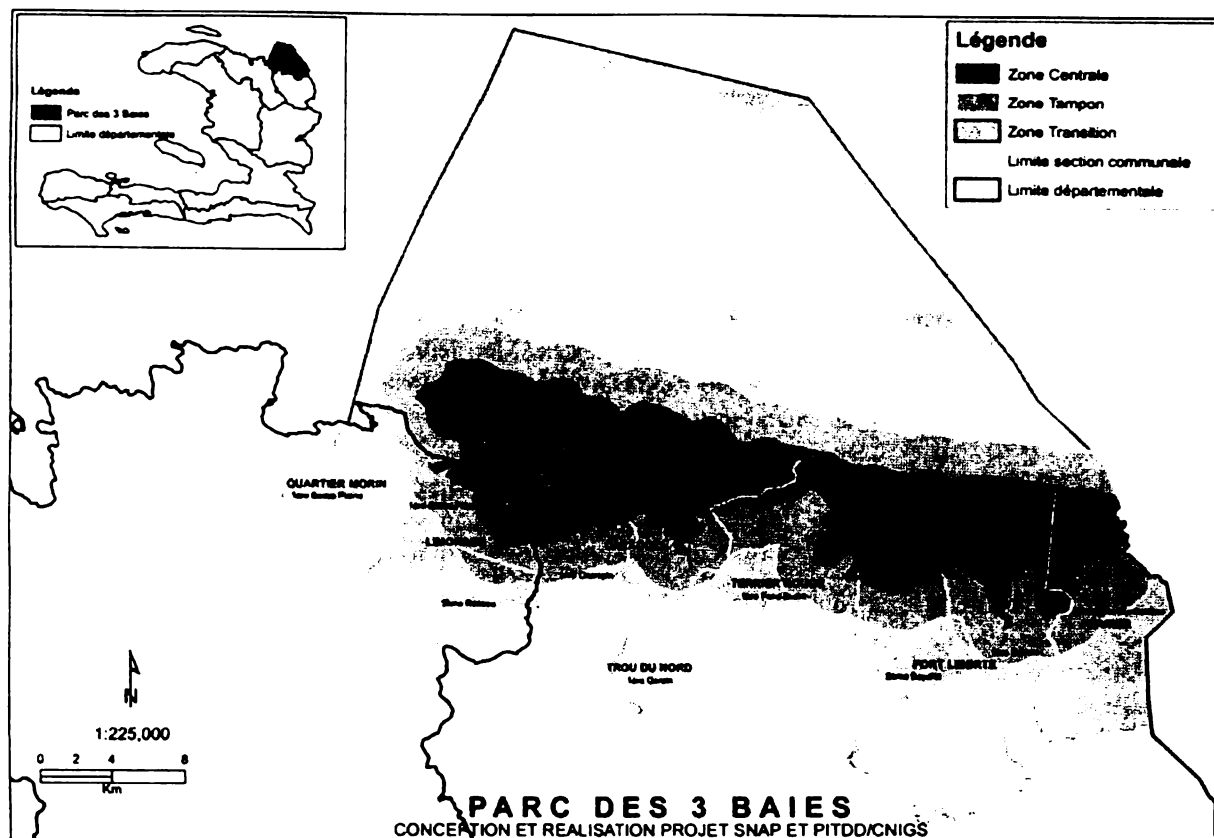 Légende
Parc des 3 Baies
Limite départementale
Légende
Zone Centrale
Zone Tampon
Zone Transition
Limite section communale
Limite départementale
QUARTIER MORIN
TROU DU NORD
FORT LIBERTE
N
1:225,000
0 2 4 8
Km
PARC DES 3 BAIES
CONCEPTION ET REALISATION PROJET SNAP ET PITDD/CNIGS